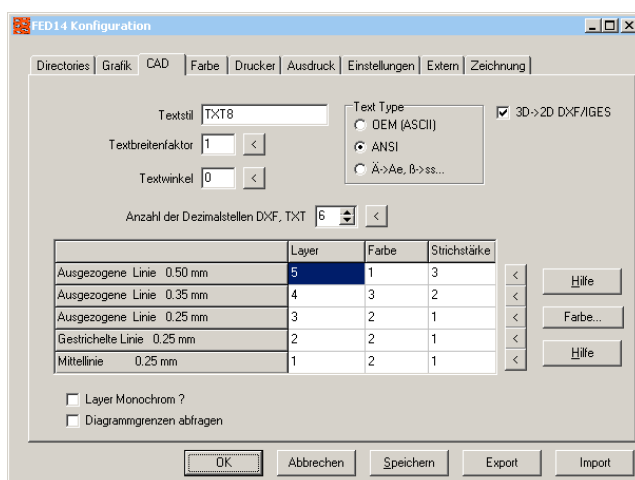 FED14 Konfiguration
Directories Grafik CAD Farbe Drucker Ausdruck Einstellungen Extern Zeichnung
Textstil TXT8
Textbreitenfaktor 1 <
Textwinkel 0 <
Text Type
OEM (ASCII)
ANSI
Ä->Ae, ß->ss...
3D->2D DXF/IGES
Anzahl der Dezimalstellen DXF, TXT 6 <
Layer Farbe Strichstärke
Ausgezogene Linie 0.50 mm 5 1 3 <
Ausgezogene Linie 0.35 mm 4 3 2 <
Ausgezogene Linie 0.25 mm 3 2 1 <
Gestrichelte Linie 0.25 mm 2 2 1 <
Mittellinie 0.25 mm 1 2 1 <
Hilfe
Farbe...
Hilfe
Layer Monochrom ?
Diagrammgrenzen abfragen
OK Abbrechen Speichern Export Import